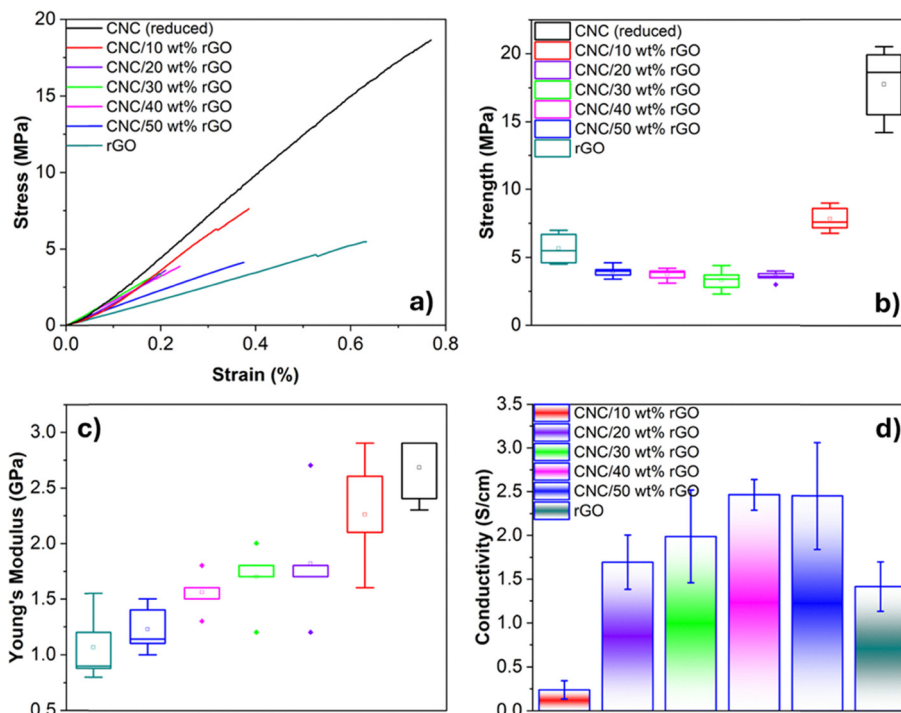 20
15
10
5
0
Stress (MPa)
CNC (reduced)
CNC/10 wt% rGO
CNC/20 wt% rGO
CNC/30 wt% rGO
CNC/40 wt% rGO
CNC/50 wt% rGO
rGO
a)
0.0 0.2 0.4 0.6 0.8
Strain (%)
20
15
10
5
0
Strength (MPa)
CNC (reduced)
CNC/10 wt% rGO
CNC/20 wt% rGO
CNC/30 wt% rGO
CNC/40 wt% rGO
CNC/50 wt% rGO
rGO
b)
c)
3.0
2.5
2.0
1.5
1.0
0.5
Young's Modulus (GPa)
3.5
3.0
2.5
2.0
1.5
1.0
0.5
0.0
Conductivity (S/cm)
CNC/10 wt% rGO
CNC/20 wt% rGO
CNC/30 wt% rGO
CNC/40 wt% rGO
CNC/50 wt% rGO
rGO
d)